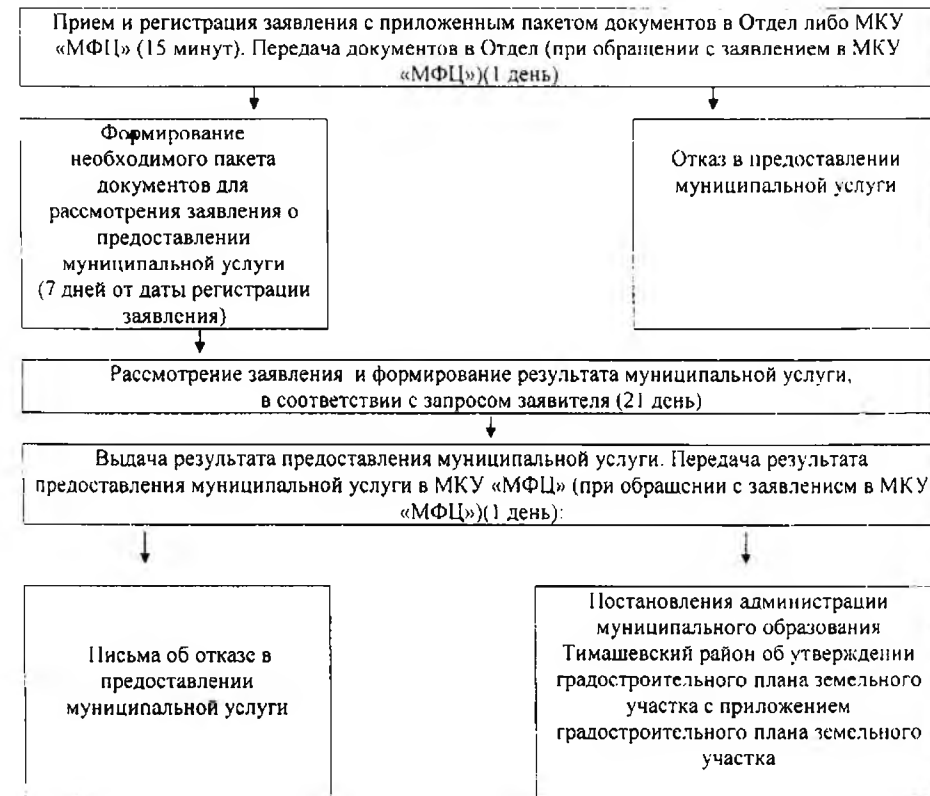 Прием и регистрация заявления с приложенным пакетом документов в Отдел либо МКУ
«МФЦ» (15 минут). Передача документов в Отдел (при обращении с заявлением в МКУ
«МФЦ»)(1 день)
Формирование
необходимого пакета
документов для
рассмотрения заявления о
предоставлении
муниципальной услуги
(7 дней от даты регистрации
заявления)
Отказ в предоставлении
муниципальной услуги
Рассмотрение заявления и формирование результата муниципальной услуги,
в соответствии с запросом заявителя (21 день)
Выдача результата предоставления муниципальной услуги. Передача результата
предоставления муниципальной услуги в МКУ «МФЦ» (при обращении с заявлением в МКУ
«МФЦ»)(1 день):
Письма об отказе в
предоставлении
муниципальной услуги
Постановления администрации
муниципального образования
Тимашевский район об утверждении
градостроительного плана земельного
участка с приложением
градостроительного плана земельного
участка